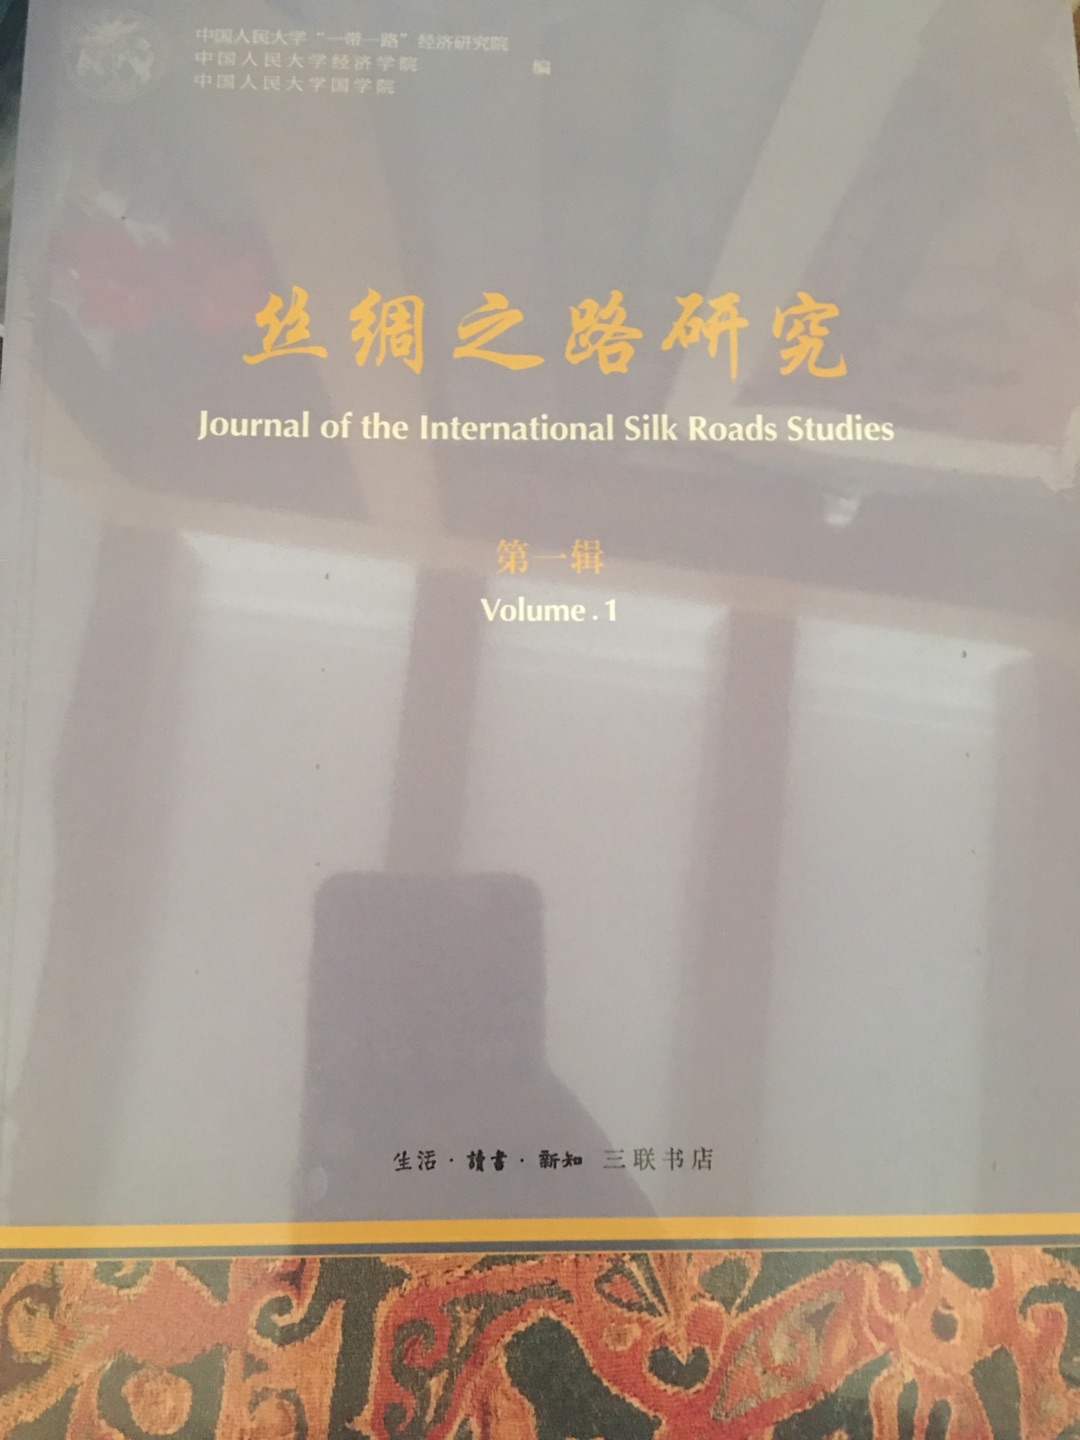 中国人民大学“一带一路”经济研究院
中国人民大学经济学院
中国人民大学国学院
编
丝绸之路研究
Journal of the International Silk Roads Studies
第一辑
Volume . 1
生活·讀書·新知 三联书店